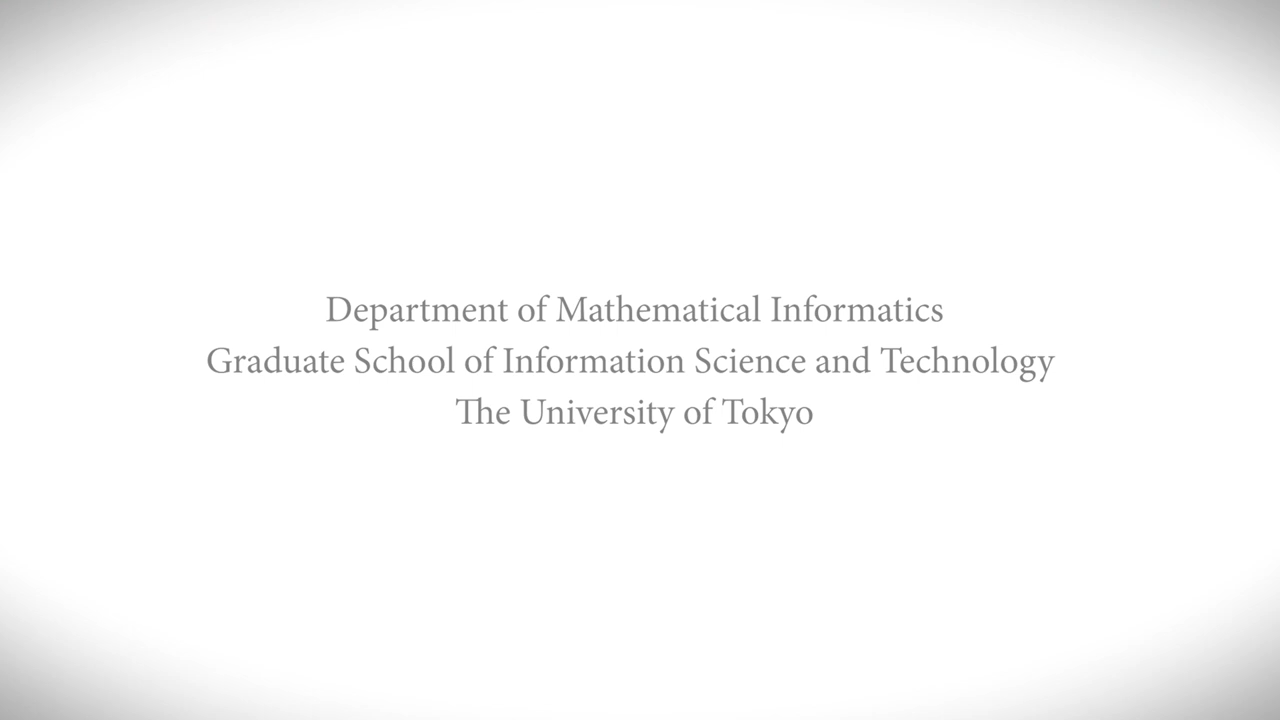 Department of Mathematical Informatics
Graduate School of Information Science and Technology
The University of Tokyo